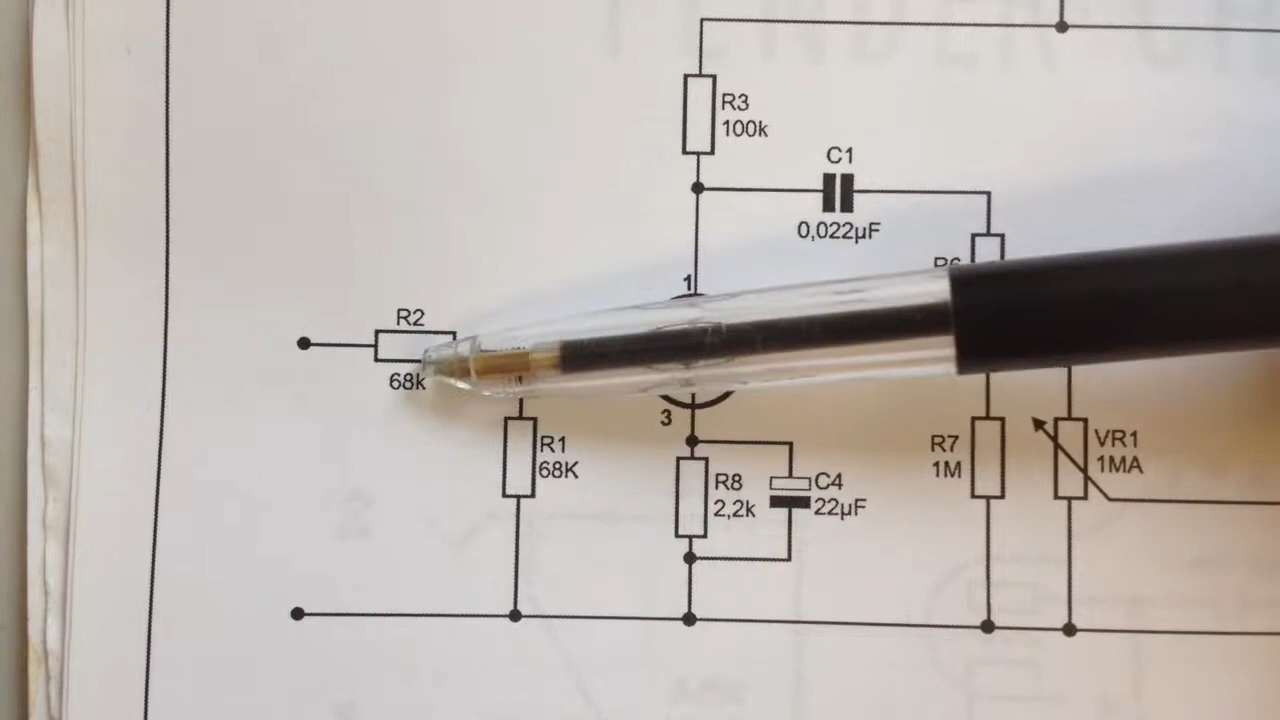 R3
100k
C1
0,022µF
1
R6
R2
68k
3
R1
68K
R8
2,2k
C4
22µF
R7
1M
VR1
1MA